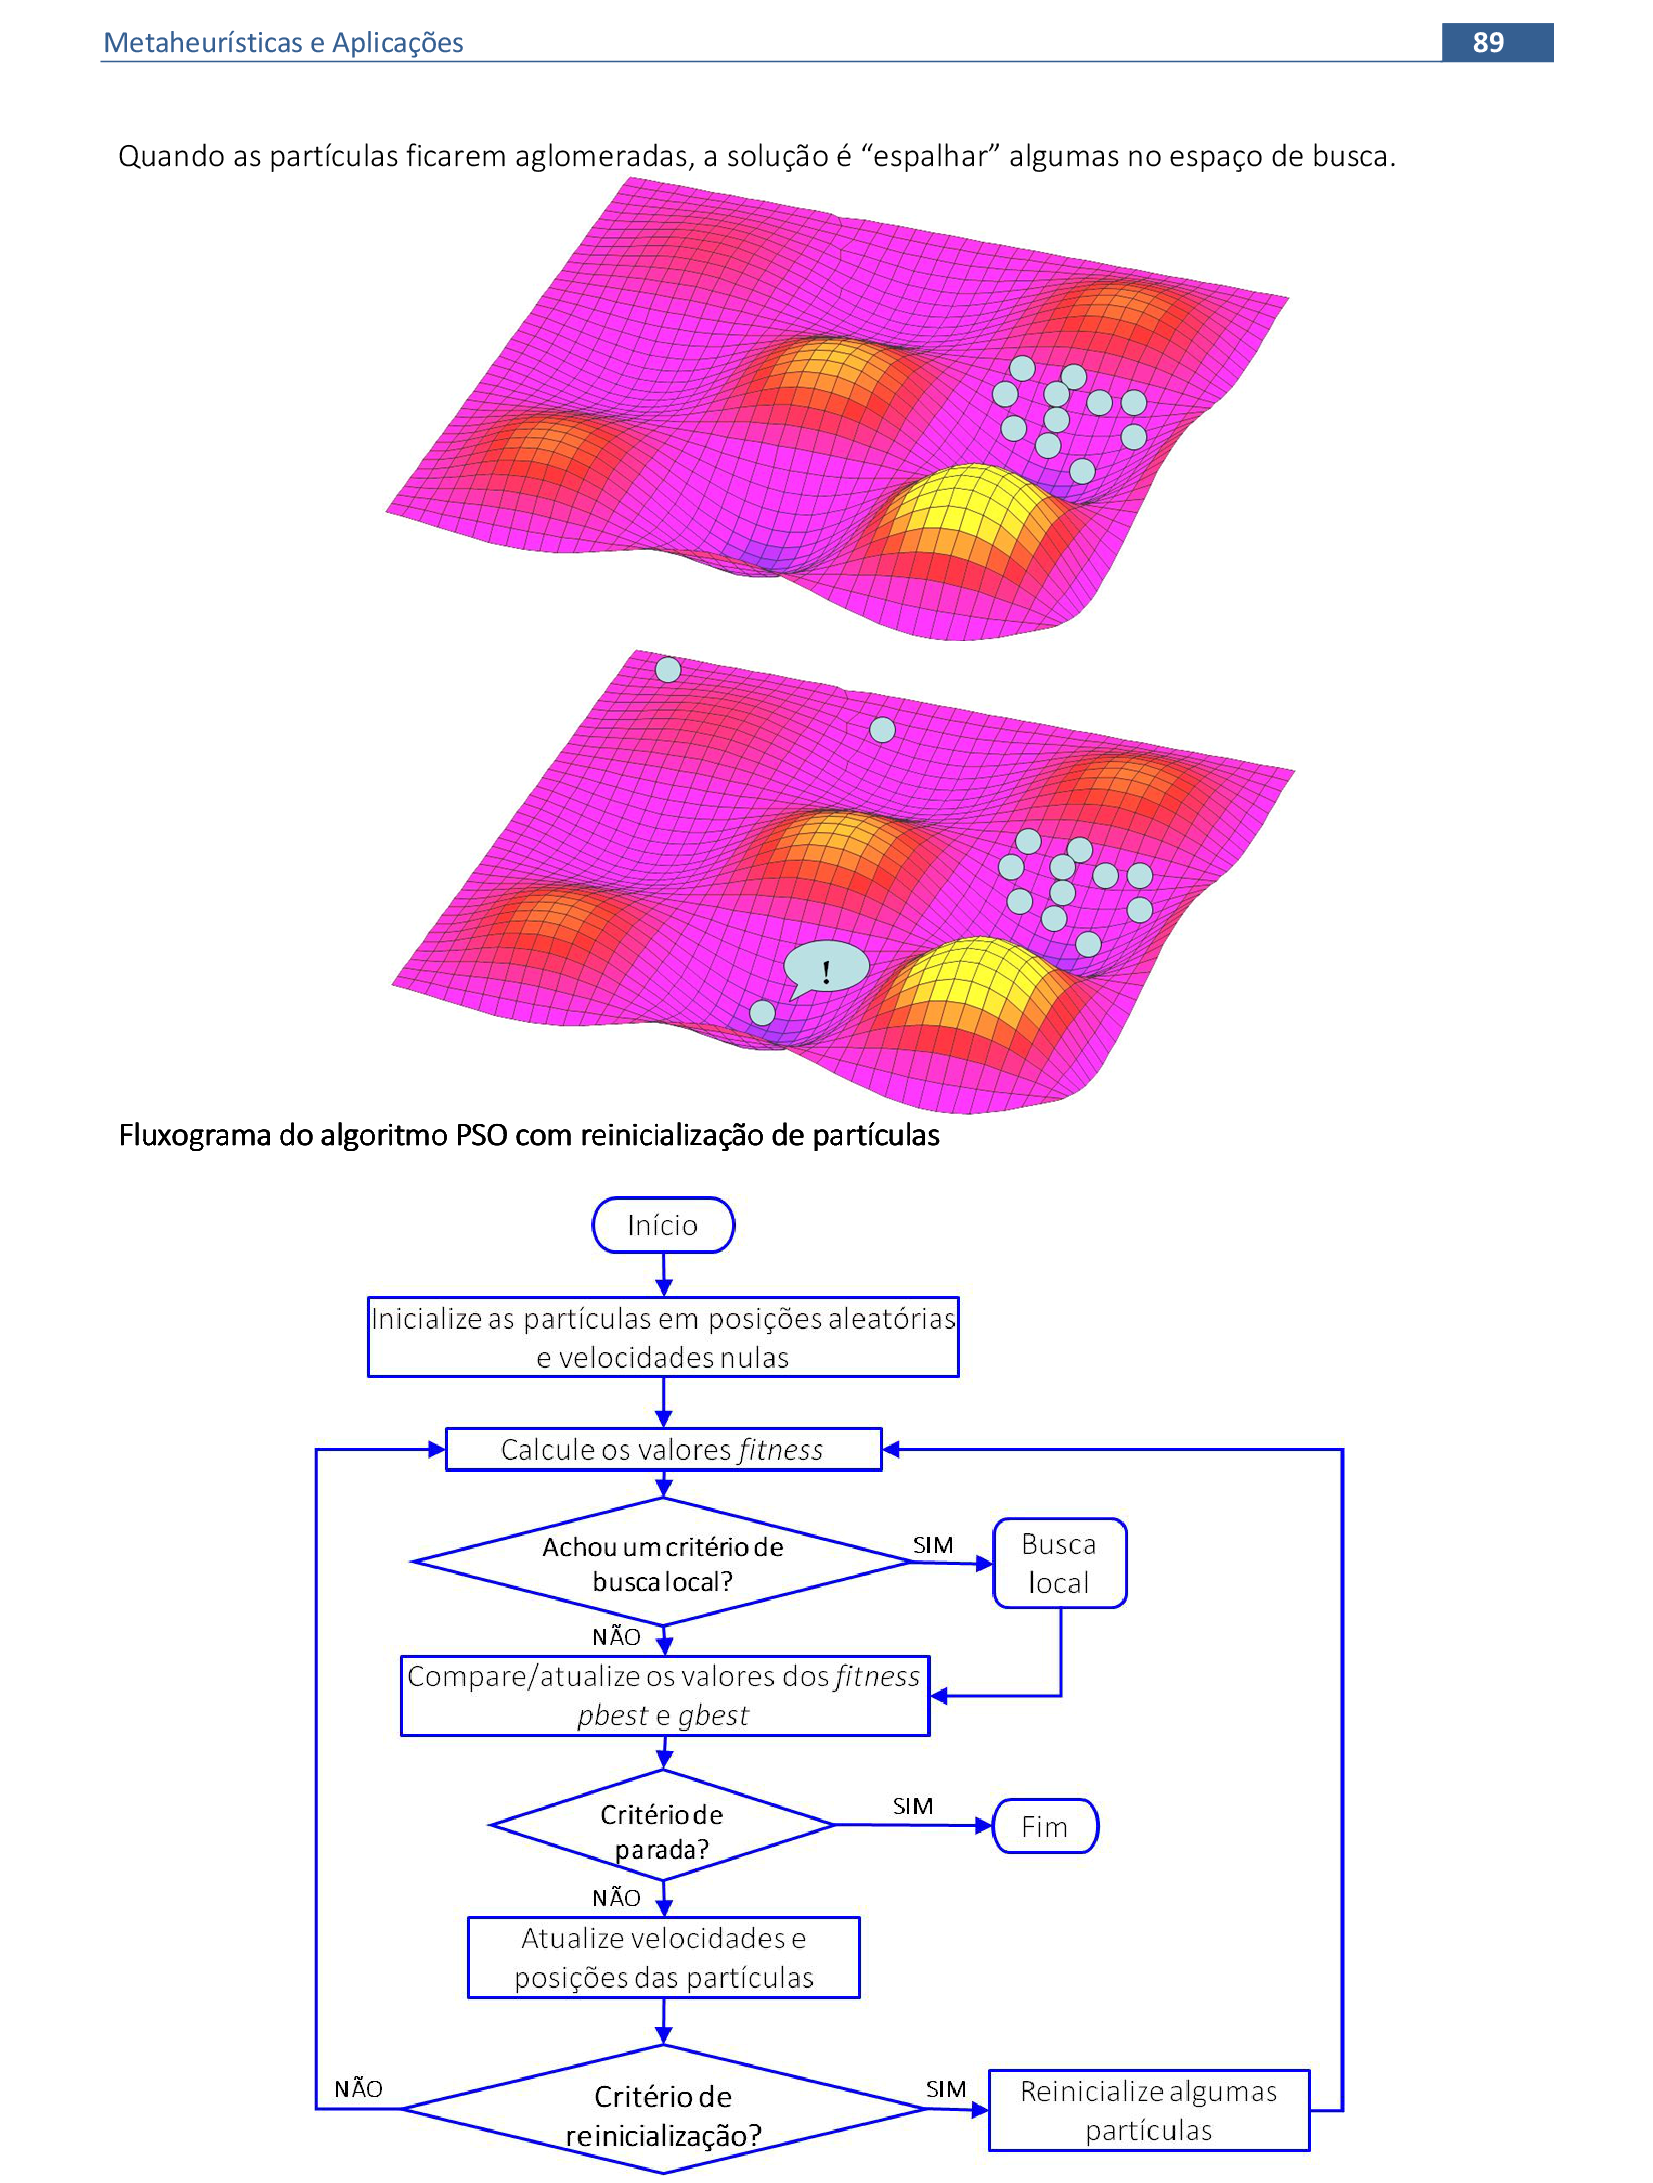 Metaheurísticas e Aplicações
89
Quando as partículas ficarem aglomeradas, a solução é “espalhar” algumas no espaço de busca.
!
Fluxograma do algoritmo PSO com reinicialização de partículas
Início
Inicialize as partículas em posições aleatórias
e velocidades nulas
Calcule os valores fitness
Achou um critério de
busca local?
SIM
Busca
local
NÃO
Compare/atualize os valores dos fitness
pbest e gbest
Critério de
parada?
SIM
Fim
NÃO
Atualize velocidades e
posições das partículas
NÃO
Critério de
reinicialização?
SIM
Reinicialize algumas
partículas